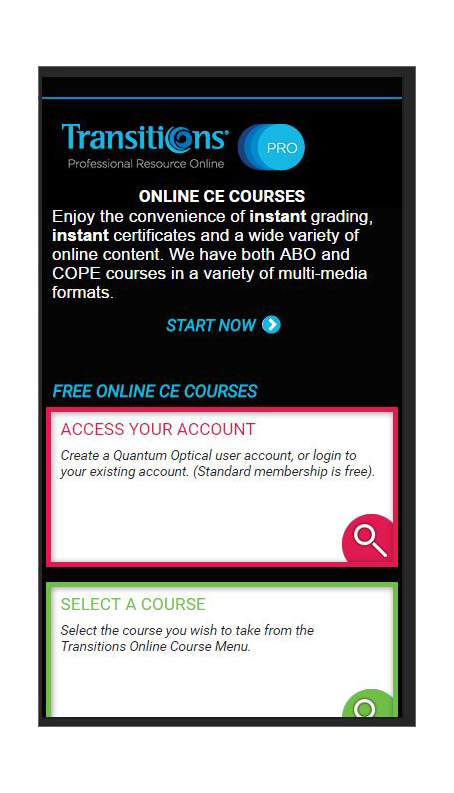 Transitions®
PRO
Professional Resource Online
ONLINE CE COURSES
Enjoy the convenience of instant grading,
instant certificates and a wide variety of
online content. We have both ABO and
COPE courses in a variety of multi-media
formats.
START NOW
FREE ONLINE CE COURSES
ACCESS YOUR ACCOUNT
Create a Quantum Optical user account, or login to
your existing account. (Standard membership is free).
SELECT A COURSE
Select the course you wish to take from the
Transitions Online Course Menu.